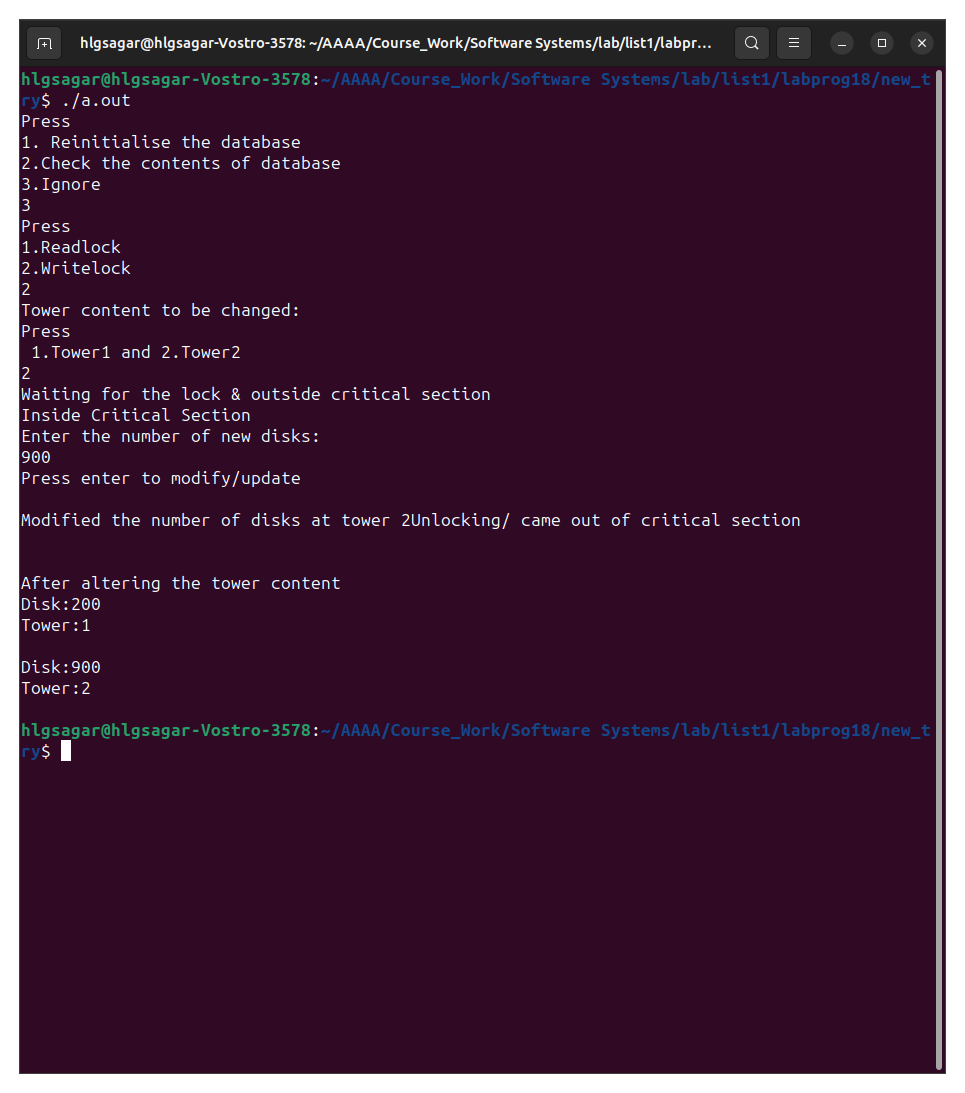 hlgsagar@hlgsagar-Vostro-3578: ~/AAAA/Course_Work/Software Systems/lab/list1/labpr...
hlgsagar@hlgsagar-Vostro-3578:~/AAAA/Course_Work/Software Systems/lab/list1/labprog18/new_t
ry$ ./a.out
Press
1. Reinitialise the database
2.Check the contents of database
3.Ignore
3
Press
1.Readlock
2.Writelock
2
Tower content to be changed:
Press
 1.Tower1 and 2.Tower2
2
Waiting for the lock & outside critical section
Inside Critical Section
Enter the number of new disks:
900
Press enter to modify/update
Modified the number of disks at tower 2Unlocking/ came out of critical section
After altering the tower content
Disk:200
Tower:1
Disk:900
Tower:2
hlgsagar@hlgsagar-Vostro-3578:~/AAAA/Course_Work/Software Systems/lab/list1/labprog18/new_t
ry$